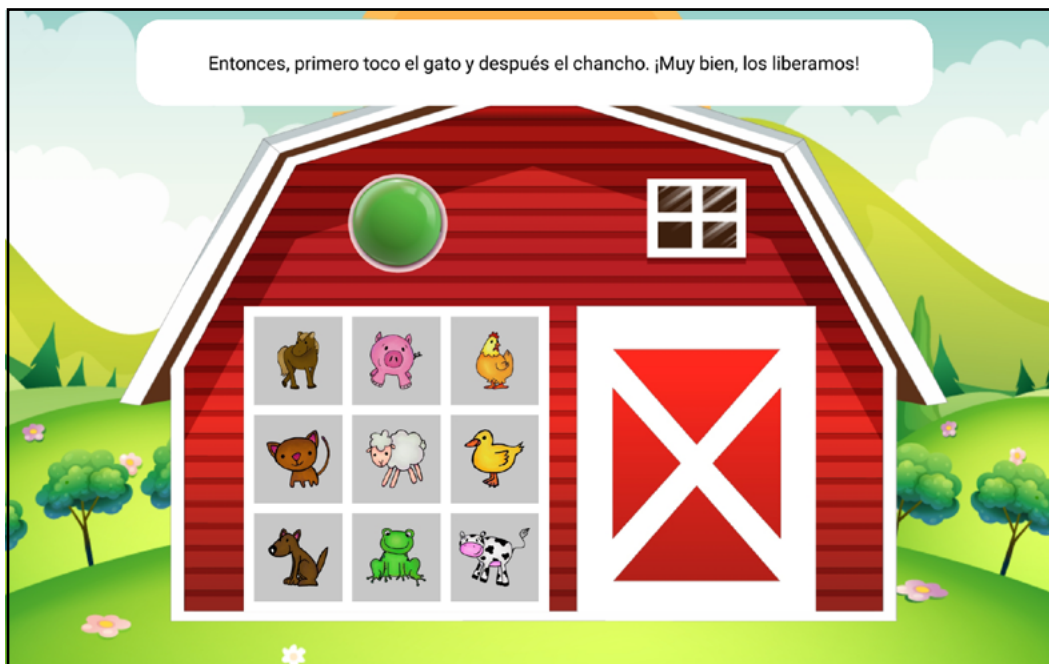 Entonces, primero toco el gato y después el chancho. ¡Muy bien, los liberamos!